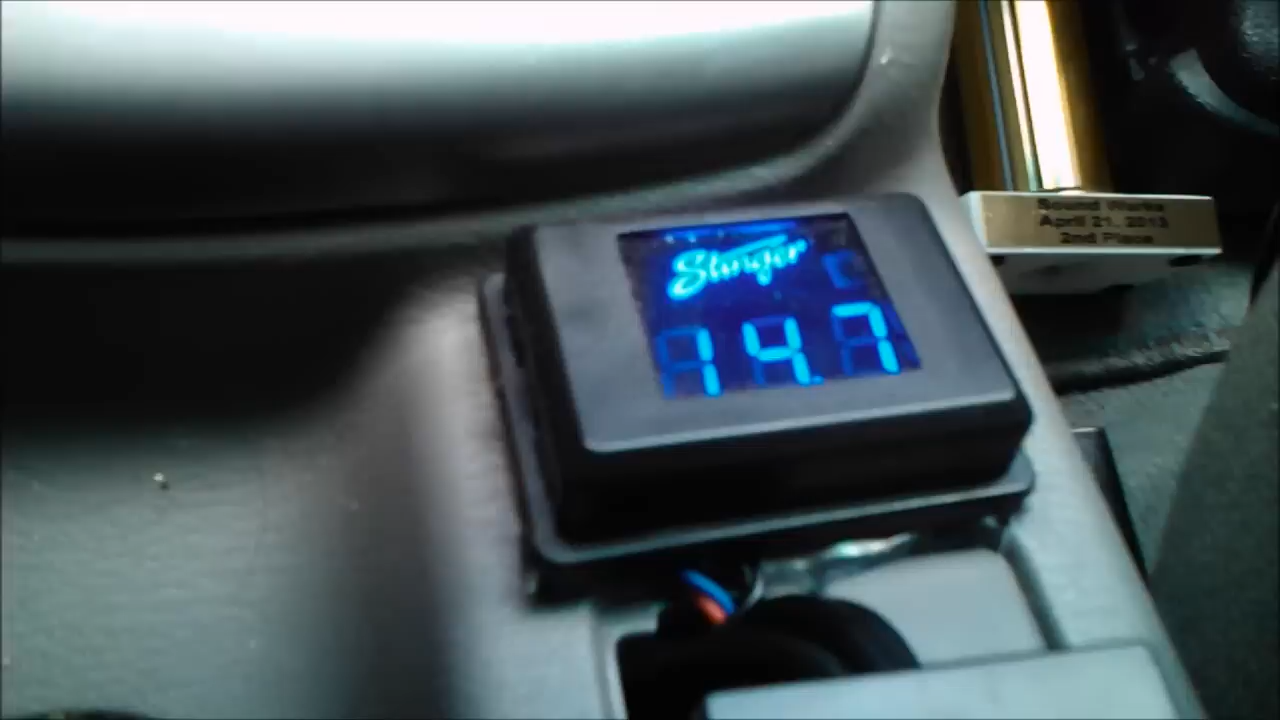 Stinger
14.7
Sound Works
April 21, 2013
2nd Place